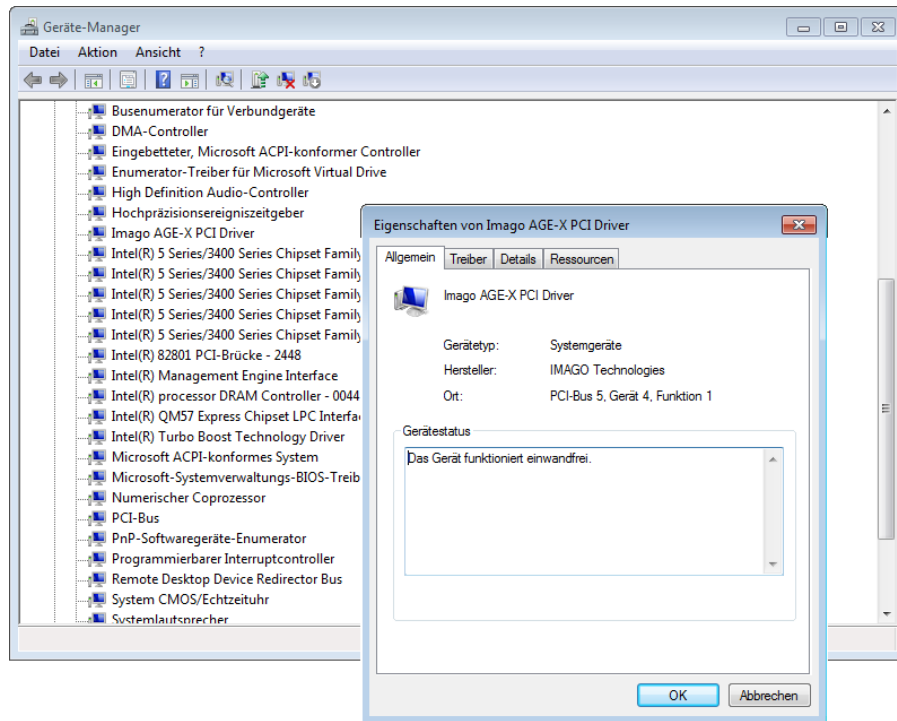 Geräte-Manager
Datei Aktion Ansicht ?
Busenumerator für Verbundgeräte
DMA-Controller
Eingebetteter, Microsoft ACPI-konformer Controller
Enumerator-Treiber für Microsoft Virtual Drive
High Definition Audio-Controller
Hochpräzisionsereigniszeitgeber
Imago AGE-X PCI Driver
Intel(R) 5 Series/3400 Series Chipset Family
Intel(R) 5 Series/3400 Series Chipset Family
Intel(R) 5 Series/3400 Series Chipset Family
Intel(R) 5 Series/3400 Series Chipset Family
Intel(R) 5 Series/3400 Series Chipset Family
Intel(R) 82801 PCI-Brücke - 2448
Intel(R) Management Engine Interface
Intel(R) processor DRAM Controller - 0044
Intel(R) QM57 Express Chipset LPC Interfa
Intel(R) Turbo Boost Technology Driver
Microsoft ACPI-konformes System
Microsoft-Systemverwaltungs-BIOS-Treib
Numerischer Coprozessor
PCI-Bus
PnP-Softwaregeräte-Enumerator
Programmierbarer Interruptcontroller
Remote Desktop Device Redirector Bus
System CMOS/Echtzeituhr
Systemlautsprecher
Eigenschaften von Imago AGE-X PCI Driver
Allgemein Treiber Details Ressourcen
Imago AGE-X PCI Driver
Gerätetyp: Systemgeräte
Hersteller: IMAGO Technologies
Ort: PCI-Bus 5, Gerät 4, Funktion 1
Gerätestatus
Das Gerät funktioniert einwandfrei.
OK Abbrechen